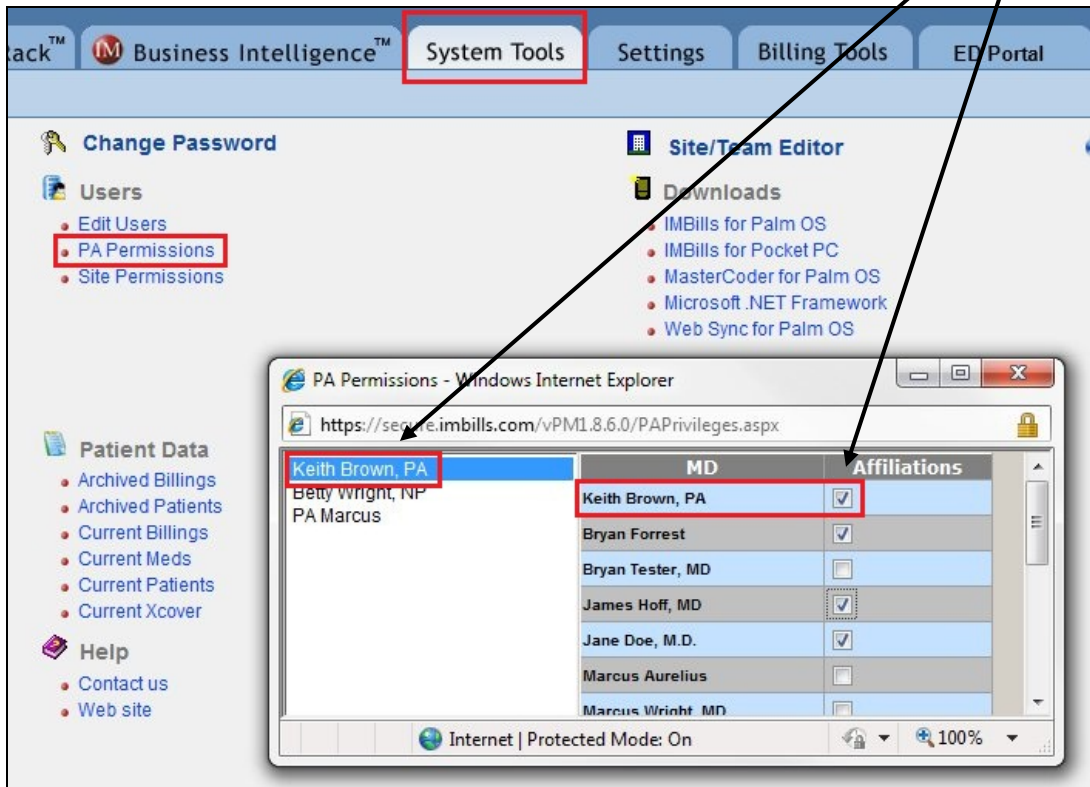 ack™ IM Business Intelligence™ System Tools Settings Billing Tools ED Portal
Change Password
Users
Edit Users
PA Permissions
Site Permissions
Site/Team Editor
Downloads
IMBills for Palm OS
IMBills for Pocket PC
MasterCoder for Palm OS
Microsoft .NET Framework
Web Sync for Palm OS
Patient Data
Archived Billings
Archived Patients
Current Billings
Current Meds
Current Patients
Current Xcover
Help
Contact us
Web site
PA Permissions - Windows Internet Explorer
https://secure.imbills.com/vPM1.8.6.0/PAPrivileges.aspx
Keith Brown, PA
Betty Wright, NP
PA Marcus
MD Affiliations
Keith Brown, PA
Bryan Forrest
Bryan Tester, MD
James Hoff, MD
Jane Doe, M.D.
Marcus Aurelius
Marcus Wright, MD
Internet | Protected Mode: On 100%